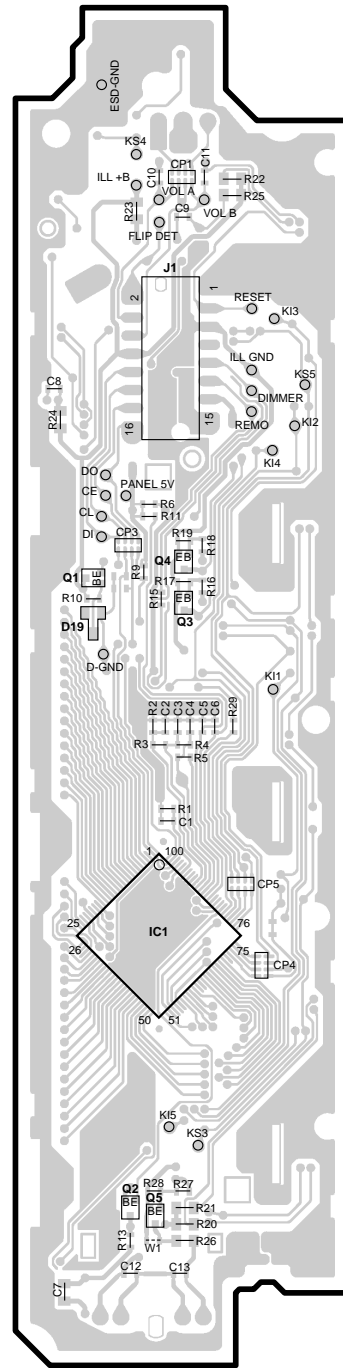 ESD-GND
KS4
CP1
C10
C11
ILL +B
VOL A
R22
R25
R23
C9
VOL B
FLIP DET
J1
2
1
RESET
KI3
ILL GND
KS5
C8
DIMMER
R24
REMO
KI2
16
15
KI4
DO
CE
PANEL 5V
R6
CL
R11
DI
CP3
R19
R18
Q4
EB
Q1
BE
R9
R17
R16
R10
R15
EB
Q3
D19
D-GND
KI1
R2
C2
C3
C4
C5
C6
R29
R3
R4
R5
R1
C1
1
100
CP5
25
76
IC1
26
75
CP4
50
51
KI5
KS3
R28
R27
Q2
Q5
BE
BE
R21
R20
R13
W1
R26
C12
C13
C7